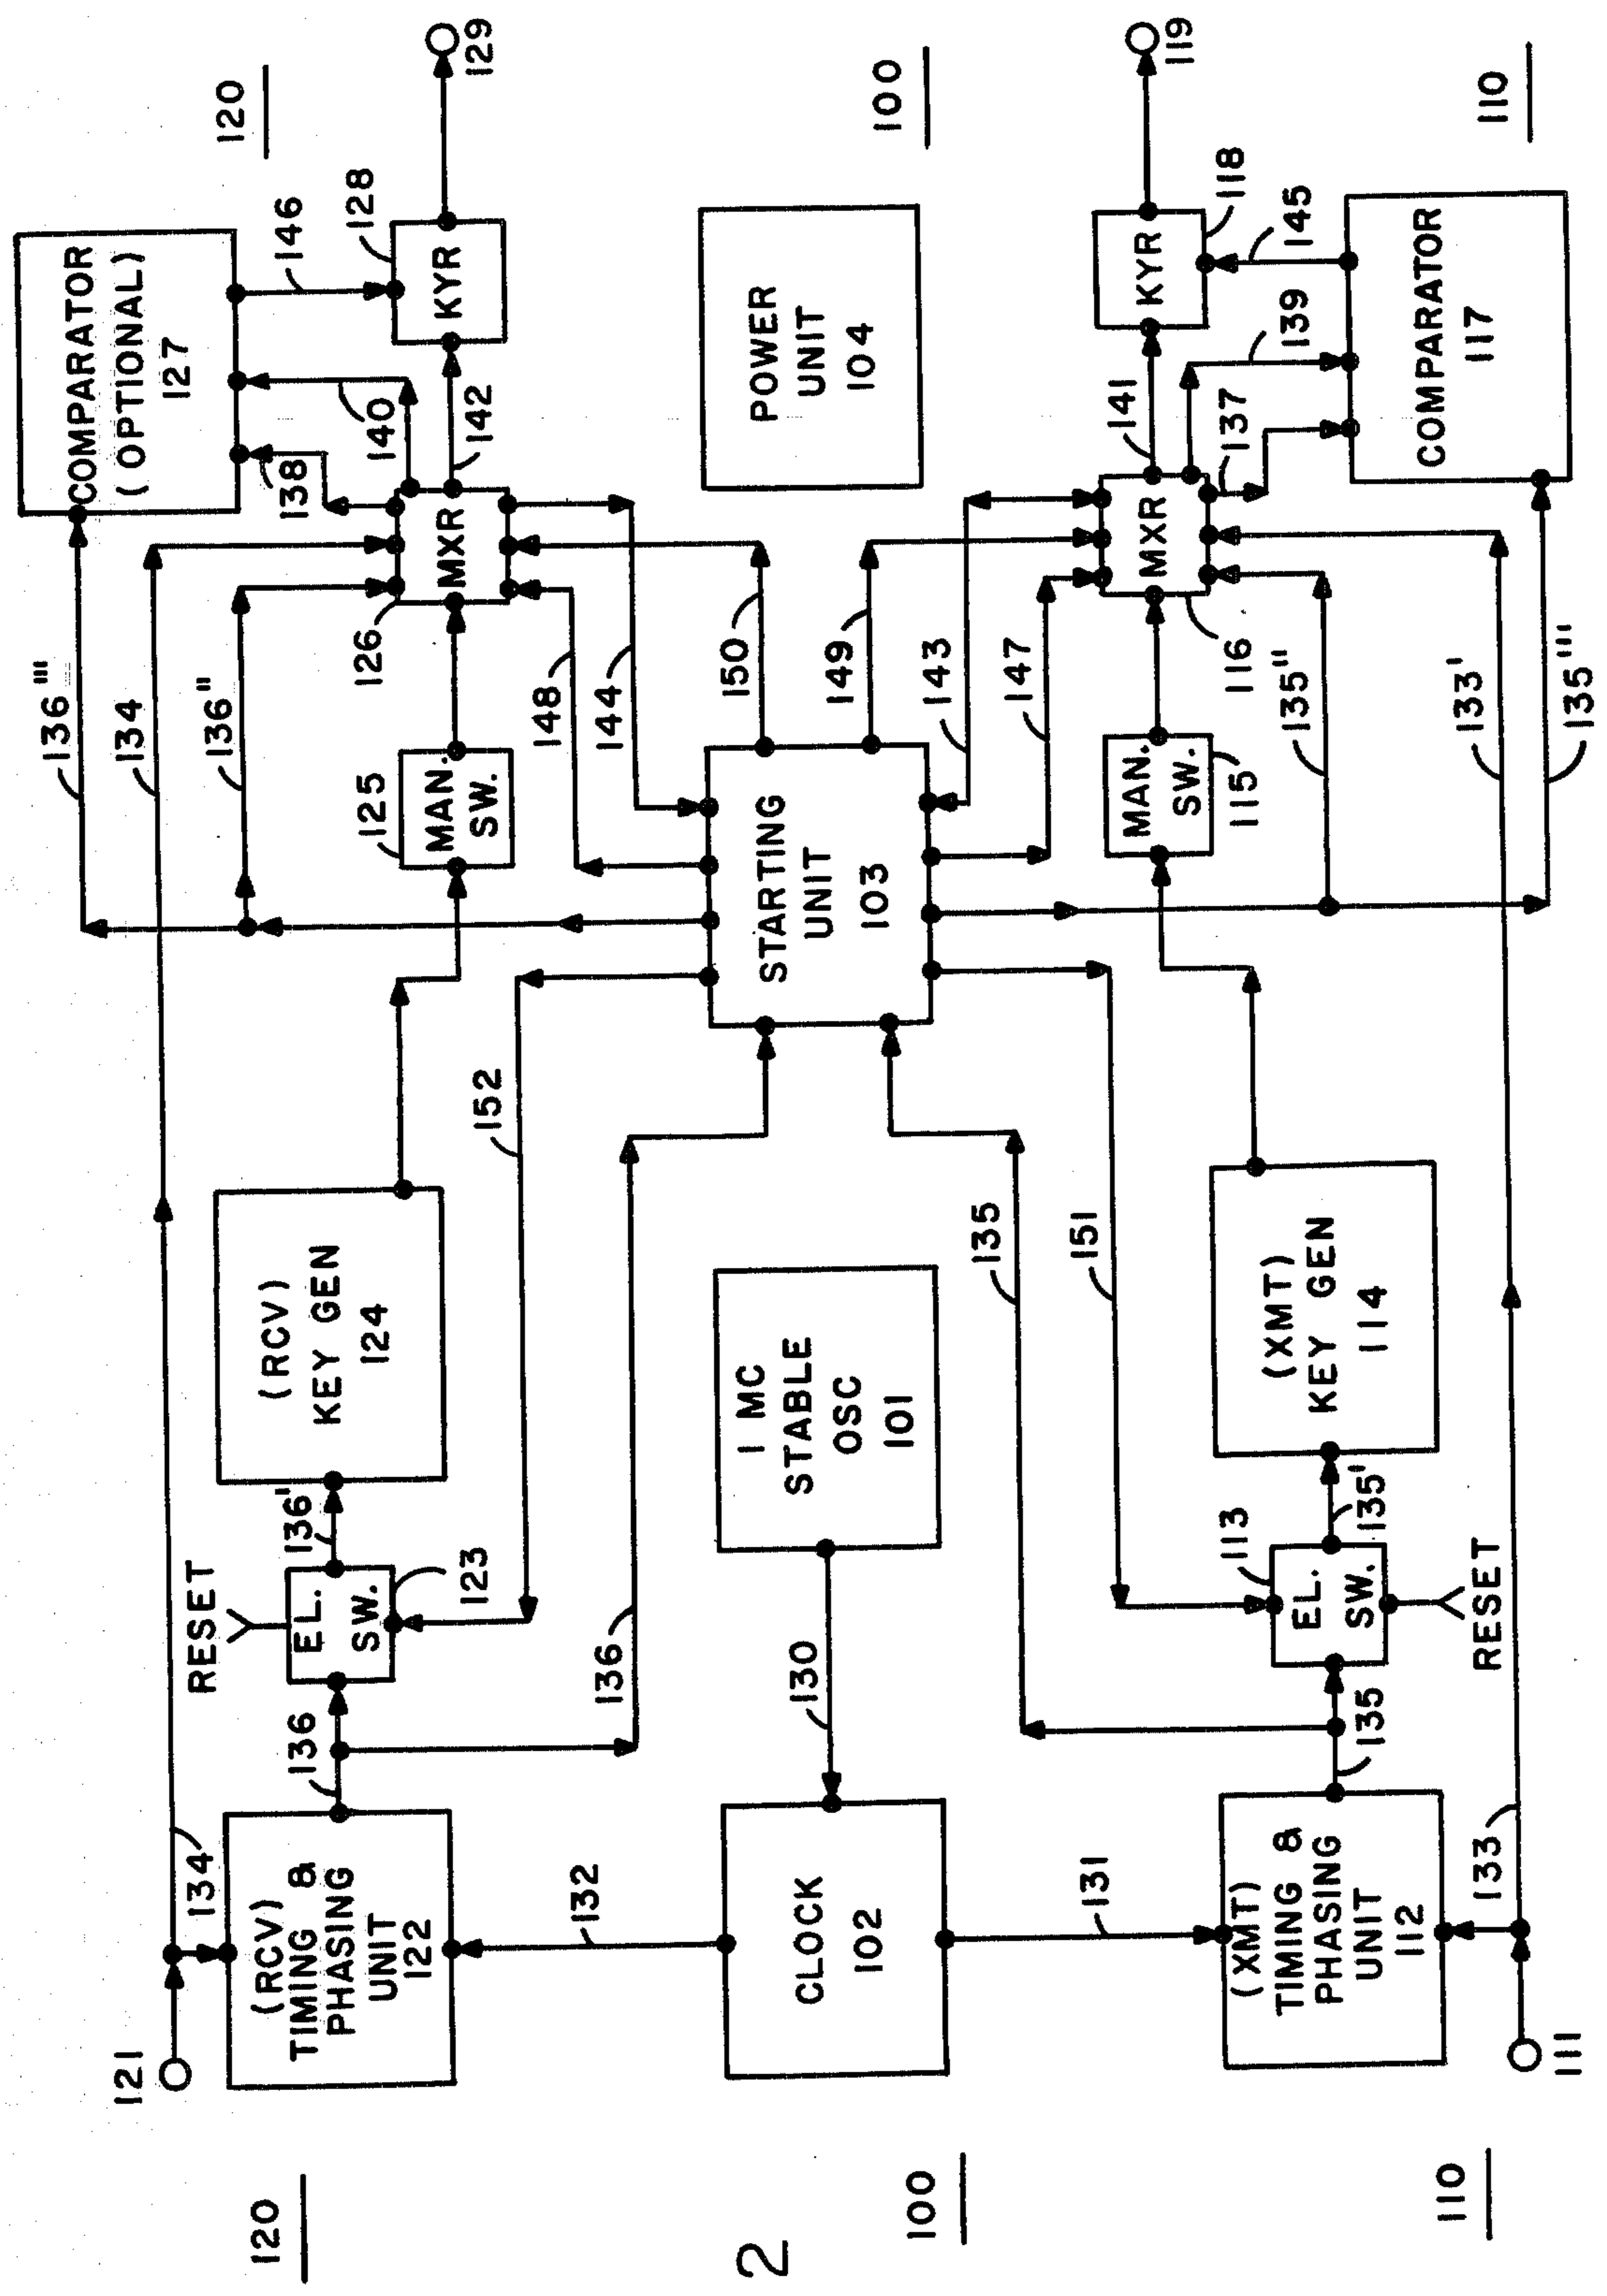 120
121
134
(RCV)
TIMING &
PHASING
UNIT
122
136
RESET
EL.
SW.
123
136'
(RCV)
KEY GEN
124
152
136
125
MAN.
SW.
136'''
134
136''
126
MXR
148
144
150
138
140
142
COMPARATOR
(OPTIONAL)
127
146
128
KYR
129
120
2
100
132
CLOCK
102
131
130
1 MC
STABLE
OSC
101
STARTING
UNIT
103
POWER
UNIT
104
100
110
111
133
(XMT)
TIMING &
PHASING
UNIT
112
135
113
EL.
SW.
RESET
135'
135
151
(XMT)
KEY GEN
114
MAN.
SW.
115
149
143
147
116
135''
133'
135'''
MXR
141
137
139
COMPARATOR
117
145
KYR
118
119
110